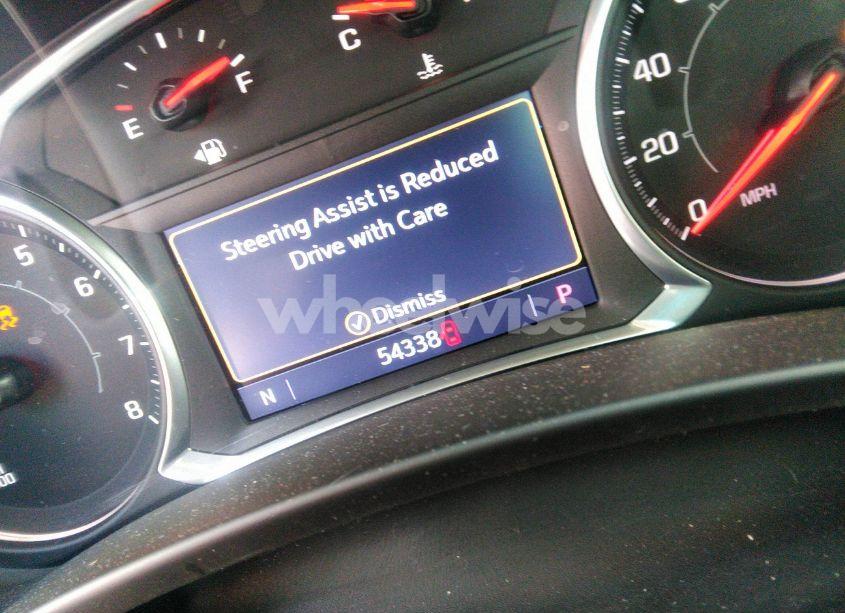 E
F
C
40
20
0
MPH
Steering Assist is Reduced
Drive with Care
Dismiss
wheelwise
54338
N
P
5
6
7
8